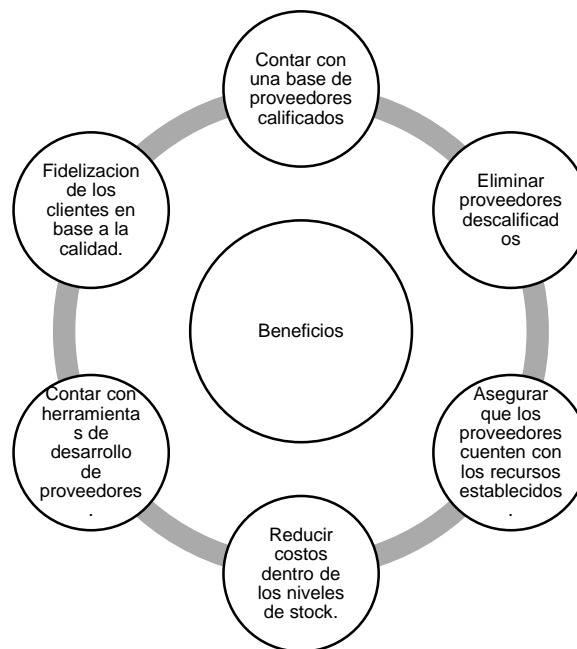 Contar con
una base de
proveedores
calificados
Eliminar
proveedores
descalificad
os
Asegurar
que los
proveedores
cuenten con
los recursos
establecidos
.
Reducir
costos
dentro de
los niveles
de stock.
Contar con
herramienta
s de
desarrollo
de
proveedores
.
Fidelizacion
de los
clientes en
base a la
calidad.
Beneficios